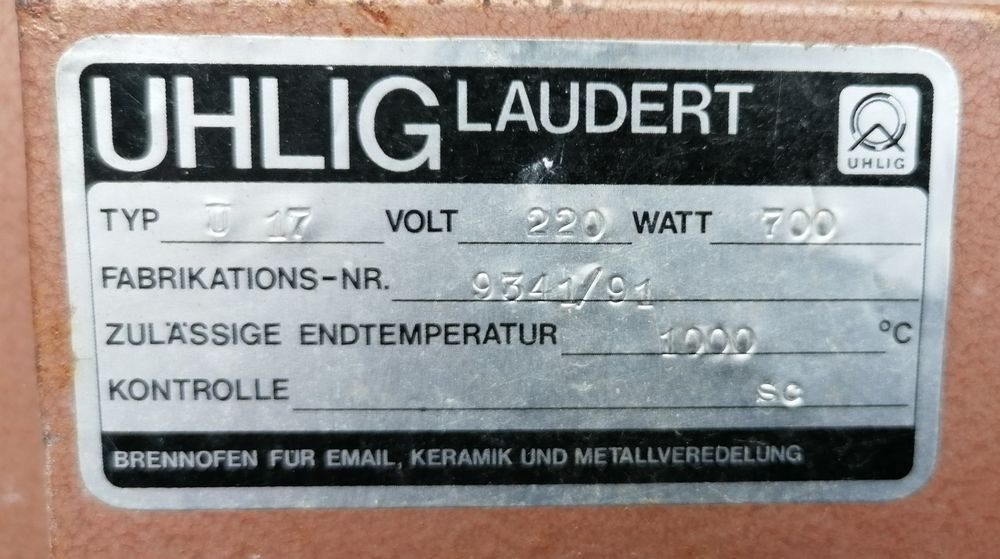 UHLIG LAUDERT
UHLIG
TYP U 17 VOLT 220 WATT 700
FABRIKATIONS-NR. 9341/91
ZULÄSSIGE ENDTEMPERATUR 1000 °C
KONTROLLE SC
BRENNOFEN FÜR EMAIL, KERAMIK UND METALLVEREDELUNG